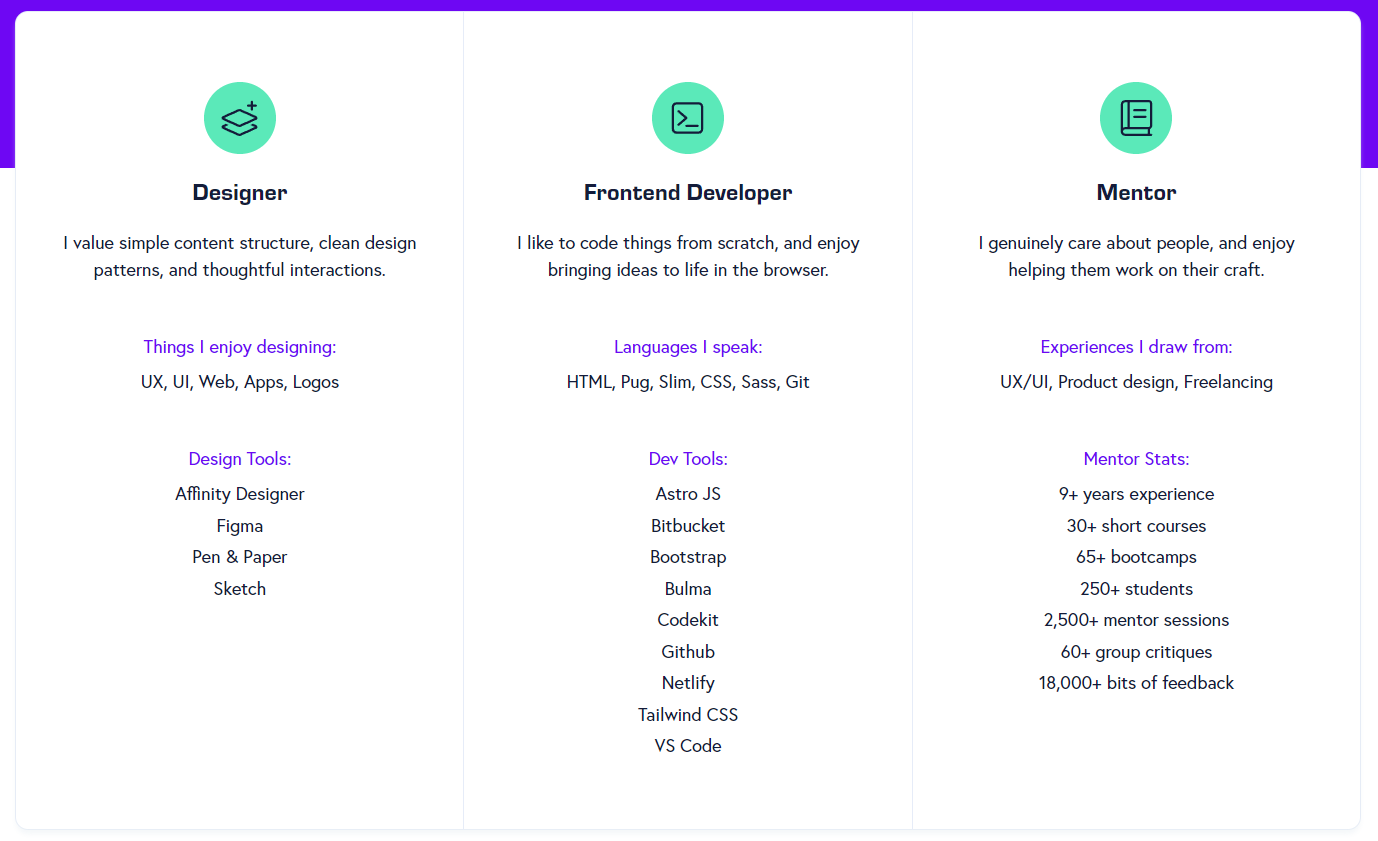 Designer
I value simple content structure, clean design
patterns, and thoughtful interactions.
Things I enjoy designing:
UX, UI, Web, Apps, Logos
Design Tools:
Affinity Designer
Figma
Pen & Paper
Sketch
Frontend Developer
I like to code things from scratch, and enjoy
bringing ideas to life in the browser.
Languages I speak:
HTML, Pug, Slim, CSS, Sass, Git
Dev Tools:
Astro JS
Bitbucket
Bootstrap
Bulma
Codekit
Github
Netlify
Tailwind CSS
VS Code
Mentor
I genuinely care about people, and enjoy
helping them work on their craft.
Experiences I draw from:
UX/UI, Product design, Freelancing
Mentor Stats:
9+ years experience
30+ short courses
65+ bootcamps
250+ students
2,500+ mentor sessions
60+ group critiques
18,000+ bits of feedback